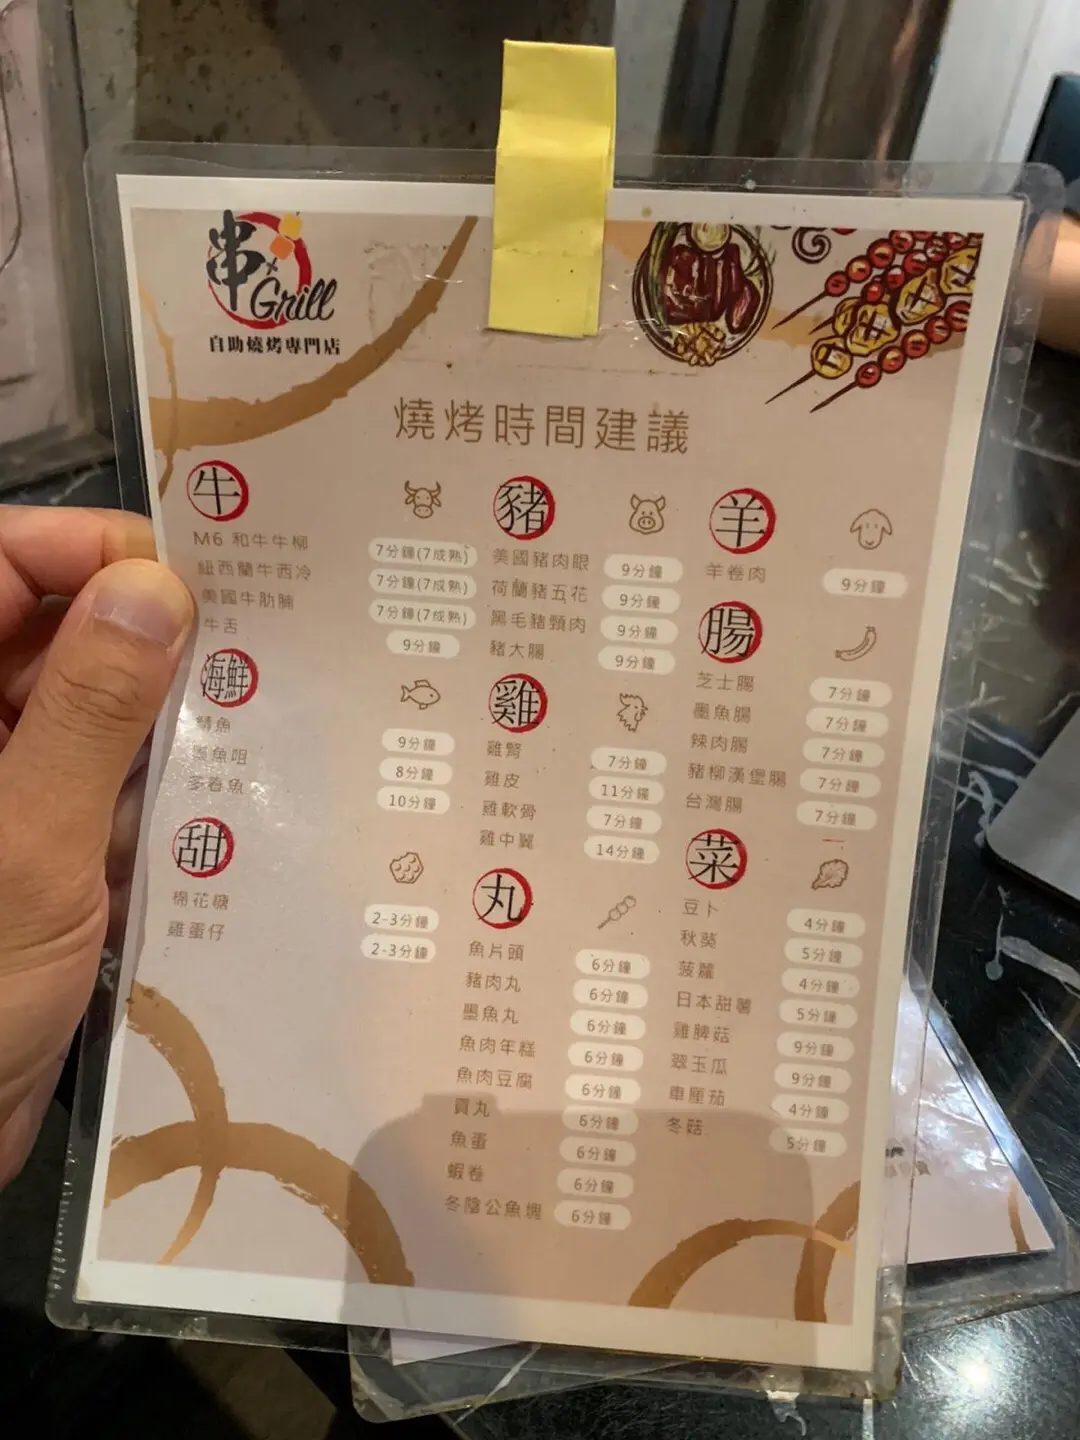 串
×
Grill
自助燒烤專門店
燒烤時間建議
牛
M6 和牛牛柳 7分鐘(7成熟)
紐西蘭牛西冷 7分鐘(7成熟)
美國牛肋腩 7分鐘(7成熟)
牛舌 9分鐘
海鮮
鯖魚 9分鐘
墨魚咀 8分鐘
多春魚 10分鐘
甜
棉花糖 2-3分鐘
雞蛋仔 2-3分鐘
豬
美國豬肉眼 9分鐘
荷蘭豬五花 9分鐘
黑毛豬頸肉 9分鐘
豬大腸 9分鐘
雞
雞腎 7分鐘
雞皮 11分鐘
雞軟骨 7分鐘
雞中翼 14分鐘
丸
魚片頭 6分鐘
豬肉丸 6分鐘
墨魚丸 6分鐘
魚肉年糕 6分鐘
魚肉豆腐 6分鐘
貢丸 6分鐘
魚蛋 6分鐘
蝦卷 6分鐘
冬陰公魚塊 6分鐘
羊
羊卷肉 9分鐘
腸
芝士腸 7分鐘
墨魚腸 7分鐘
辣肉腸 7分鐘
豬柳漢堡腸 7分鐘
台灣腸 7分鐘
菜
豆卜 4分鐘
秋葵 5分鐘
菠蘿 4分鐘
日本甜薯 5分鐘
雞脾菇 9分鐘
翠玉瓜 9分鐘
車厘茄 4分鐘
冬菇 5分鐘